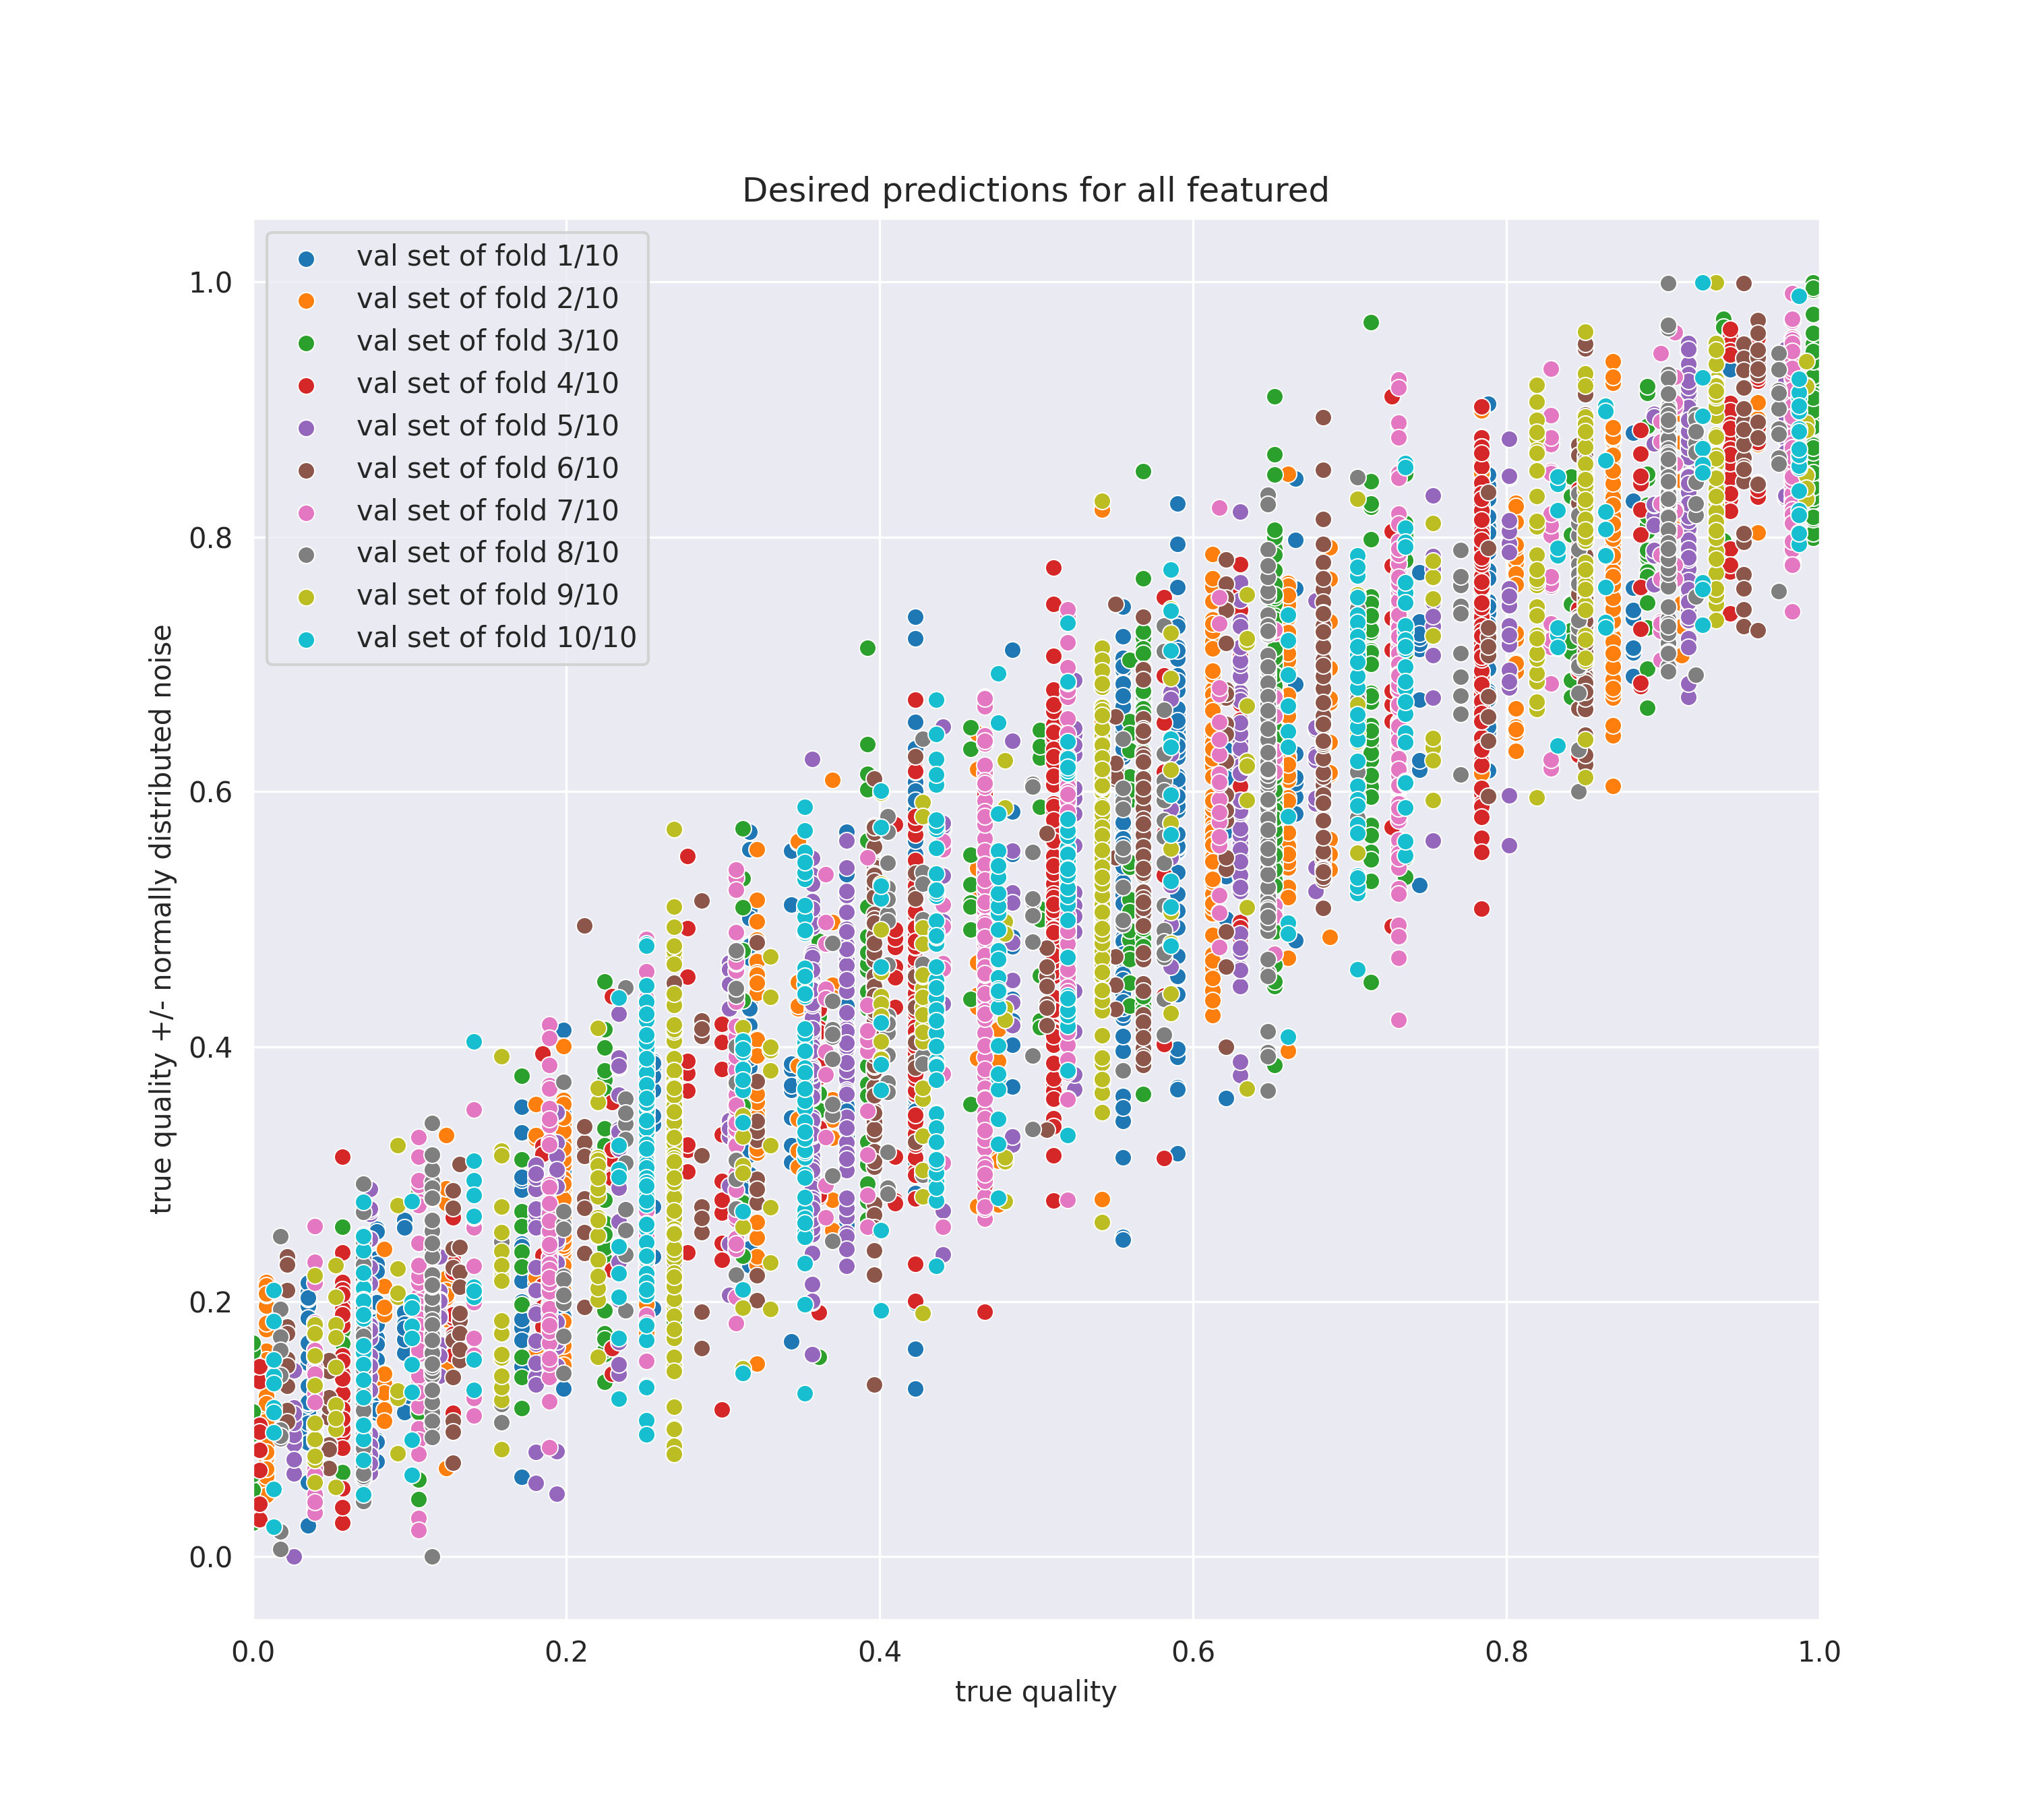 Desired predictions for all featured
val set of fold 1/10
val set of fold 2/10
val set of fold 3/10
val set of fold 4/10
val set of fold 5/10
val set of fold 6/10
val set of fold 7/10
val set of fold 8/10
val set of fold 9/10
val set of fold 10/10
true quality +/- normally distributed noise
1.0
0.8
0.6
0.4
0.2
0.0
0.0 0.2 0.4 0.6 0.8 1.0
true quality